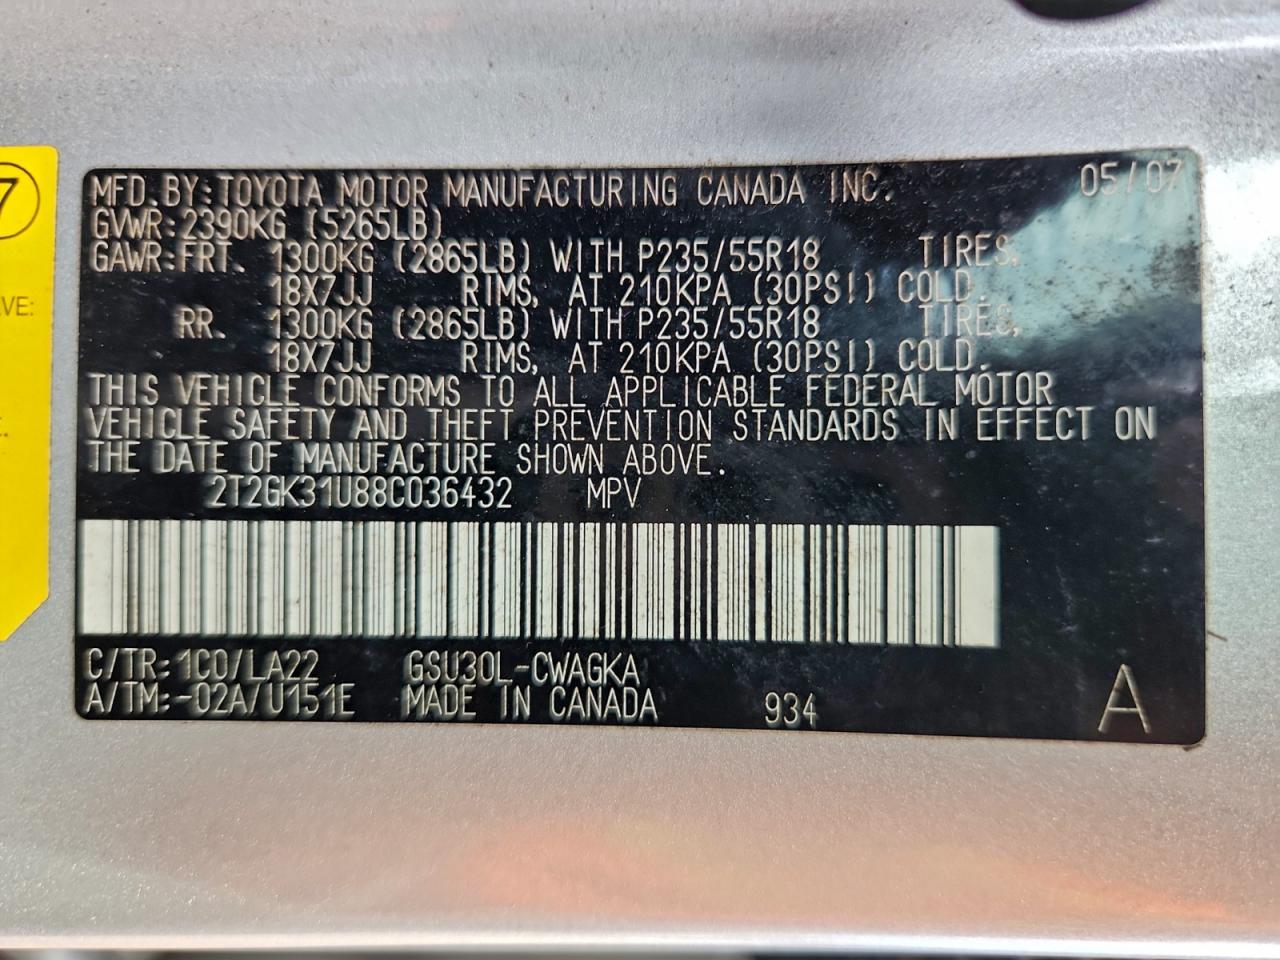 MFD.BY:TOYOTA MOTOR MANUFACTURING CANADA INC. 05/07
GVWR:2390KG (5265LB)
GAWR:FRT. 1300KG (2865LB) WITH P235/55R18 TIRES,
18X7JJ RIMS, AT 210KPA (30PSI) COLD.
RR. 1300KG (2865LB) WITH P235/55R18 TIRES,
18X7JJ RIMS, AT 210KPA (30PSI) COLD.
THIS VEHICLE CONFORMS TO ALL APPLICABLE FEDERAL MOTOR
VEHICLE SAFETY AND THEFT PREVENTION STANDARDS IN EFFECT ON
THE DATE OF MANUFACTURE SHOWN ABOVE.
2T2GK31U88C036432 MPV
C/TR:1C0/LA22 GSU30L-CWAGKA
A/TM:-02A/U151E MADE IN CANADA 934 A
7
VE: